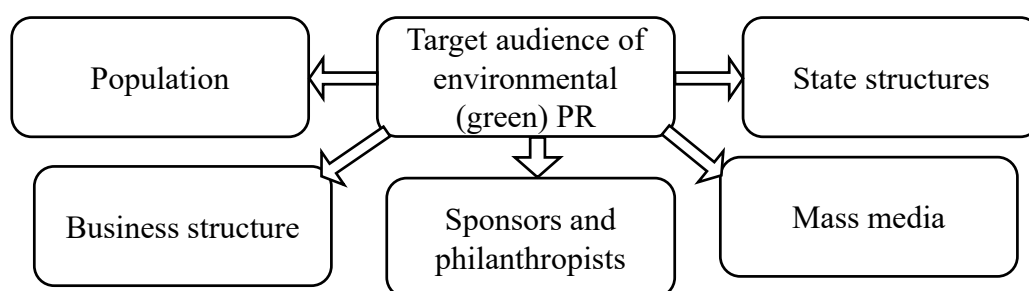 Population
Target audience of
environmental
(green) PR
State structures
Business structure
Sponsors and
philanthropists
Mass media